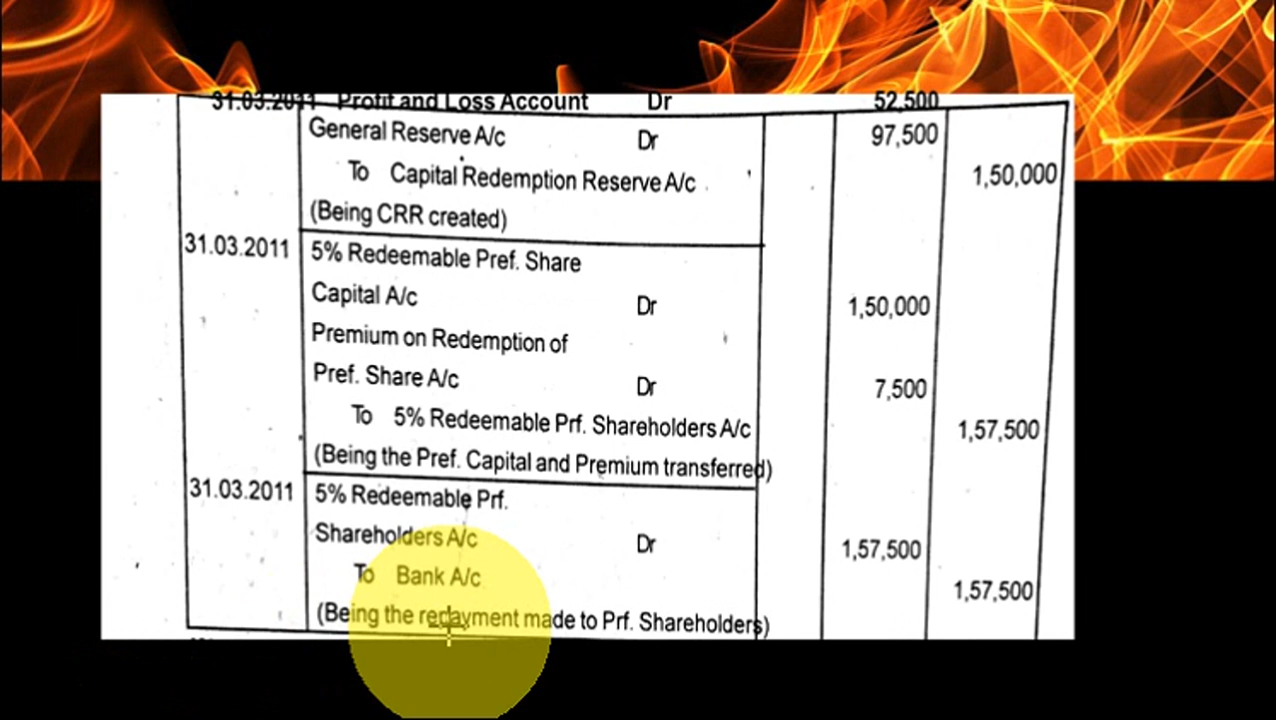 31.03.2011 Profit and Loss Account Dr 52,500
General Reserve A/c Dr 97,500
To Capital Redemption Reserve A/c 1,50,000
(Being CRR created)
31.03.2011 5% Redeemable Pref. Share
Capital A/c Dr 1,50,000
Premium on Redemption of
Pref. Share A/c Dr 7,500
To 5% Redeemable Prf. Shareholders A/c 1,57,500
(Being the Pref. Capital and Premium transferred)
31.03.2011 5% Redeemable Prf.
Shareholders A/c Dr 1,57,500
To Bank A/c 1,57,500
(Being the repayment made to Prf. Shareholders)